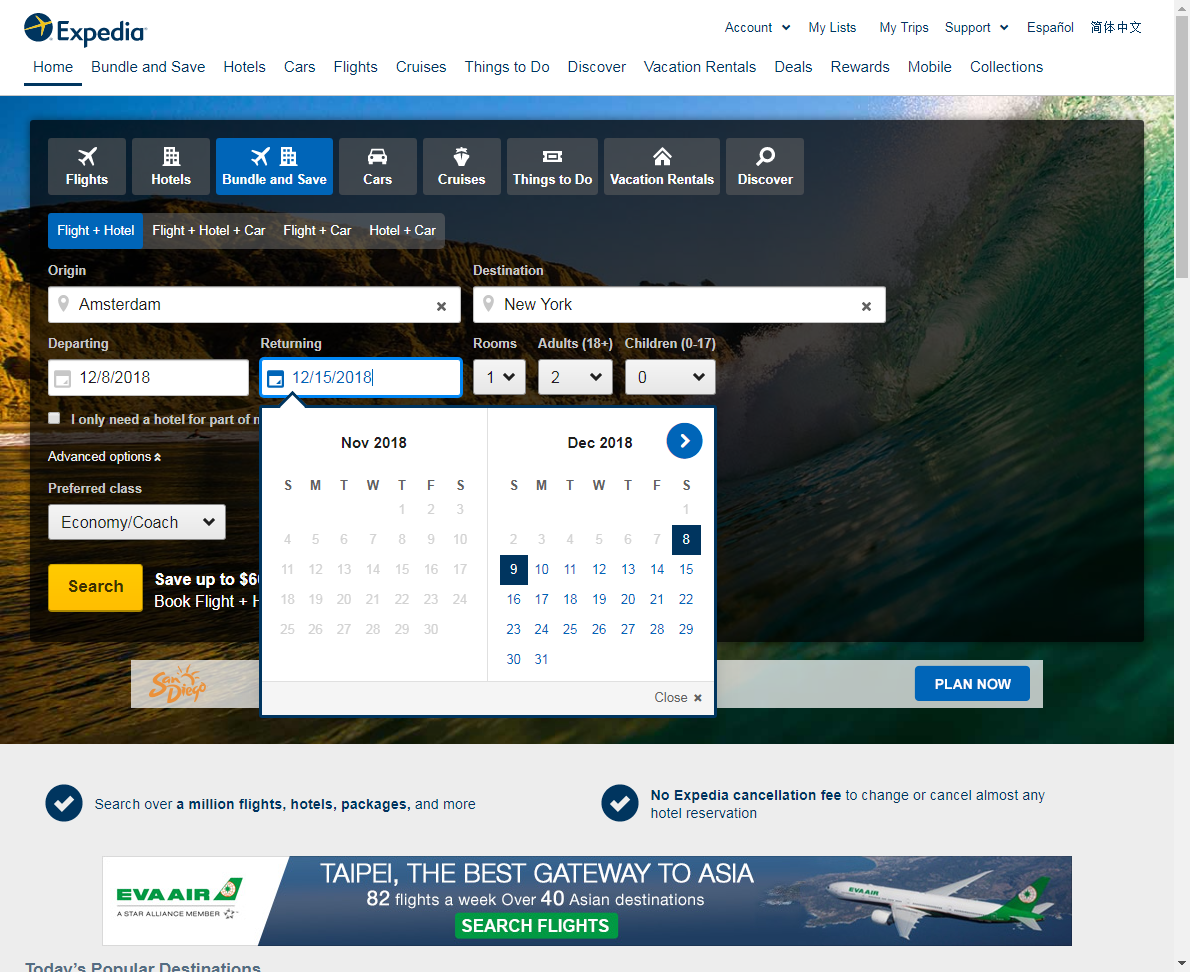 Expedia
Account My Lists My Trips Support Español 简体中文
Home Bundle and Save Hotels Cars Flights Cruises Things to Do Discover Vacation Rentals Deals Rewards Mobile Collections
Flights Hotels Bundle and Save Cars Cruises Things to Do Vacation Rentals Discover
Flight + Hotel Flight + Hotel + Car Flight + Car Hotel + Car
Origin Destination
Amsterdam New York
Departing Returning Rooms Adults (18+) Children (0-17)
12/8/2018 12/15/2018 1 2 0
I only need a hotel for part of
Advanced options
Preferred class
Economy/Coach
Search
Save up to $6
Book Flight + H
Nov 2018
S M T W T F S
1 2 3
4 5 6 7 8 9 10
11 12 13 14 15 16 17
18 19 20 21 22 23 24
25 26 27 28 29 30
Dec 2018
S M T W T F S
1
2 3 4 5 6 7 8
9 10 11 12 13 14 15
16 17 18 19 20 21 22
23 24 25 26 27 28 29
30 31
Close
San Diego
PLAN NOW
Search over a million flights, hotels, packages, and more
No Expedia cancellation fee to change or cancel almost any
hotel reservation
EVA AIR
A STAR ALLIANCE MEMBER
TAIPEI, THE BEST GATEWAY TO ASIA
82 flights a week Over 40 Asian destinations
SEARCH FLIGHTS
EVA AIR
Today's Popular Destinations